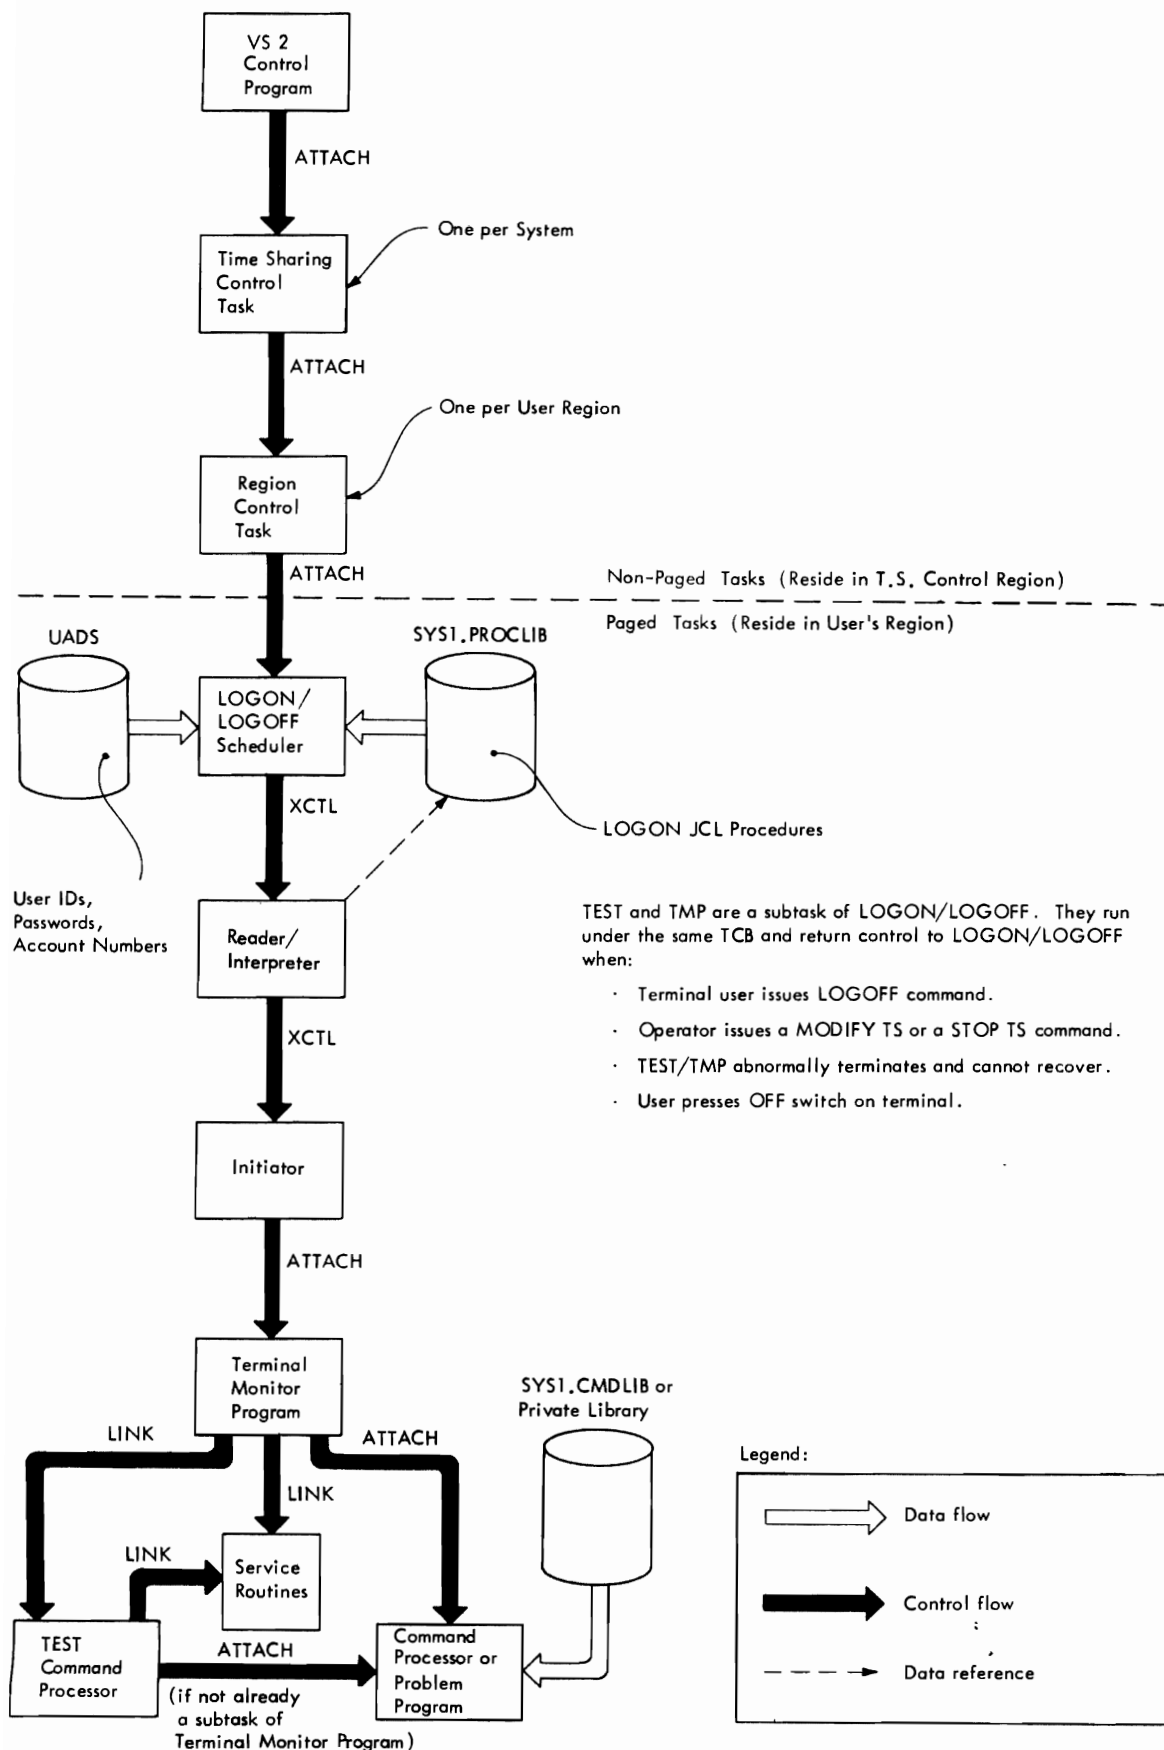 VS 2
Control
Program
ATTACH
One per System
Time Sharing
Control
Task
ATTACH
One per User Region
Region
Control
Task
ATTACH
Non-Paged Tasks (Reside in T.S. Control Region)
Paged Tasks (Reside in User's Region)
UADS
SYS1.PROCLIB
LOGON/
LOGOFF
Scheduler
XCTL
LOGON JCL Procedures
User IDs,
Passwords,
Account Numbers
Reader/
Interpreter
TEST and TMP are a subtask of LOGON/LOGOFF. They run
under the same TCB and return control to LOGON/LOGOFF
when:
· Terminal user issues LOGOFF command.
· Operator issues a MODIFY TS or a STOP TS command.
· TEST/TMP abnormally terminates and cannot recover.
· User presses OFF switch on terminal.
XCTL
Initiator
ATTACH
Terminal
Monitor
Program
SYS1.CMDLIB or
Private Library
LINK
ATTACH
LINK
LINK
Service
Routines
TEST
Command
Processor
ATTACH
(if not already
a subtask of
Terminal Monitor Program)
Command
Processor or
Problem
Program
Legend:
Data flow
Control flow
Data reference